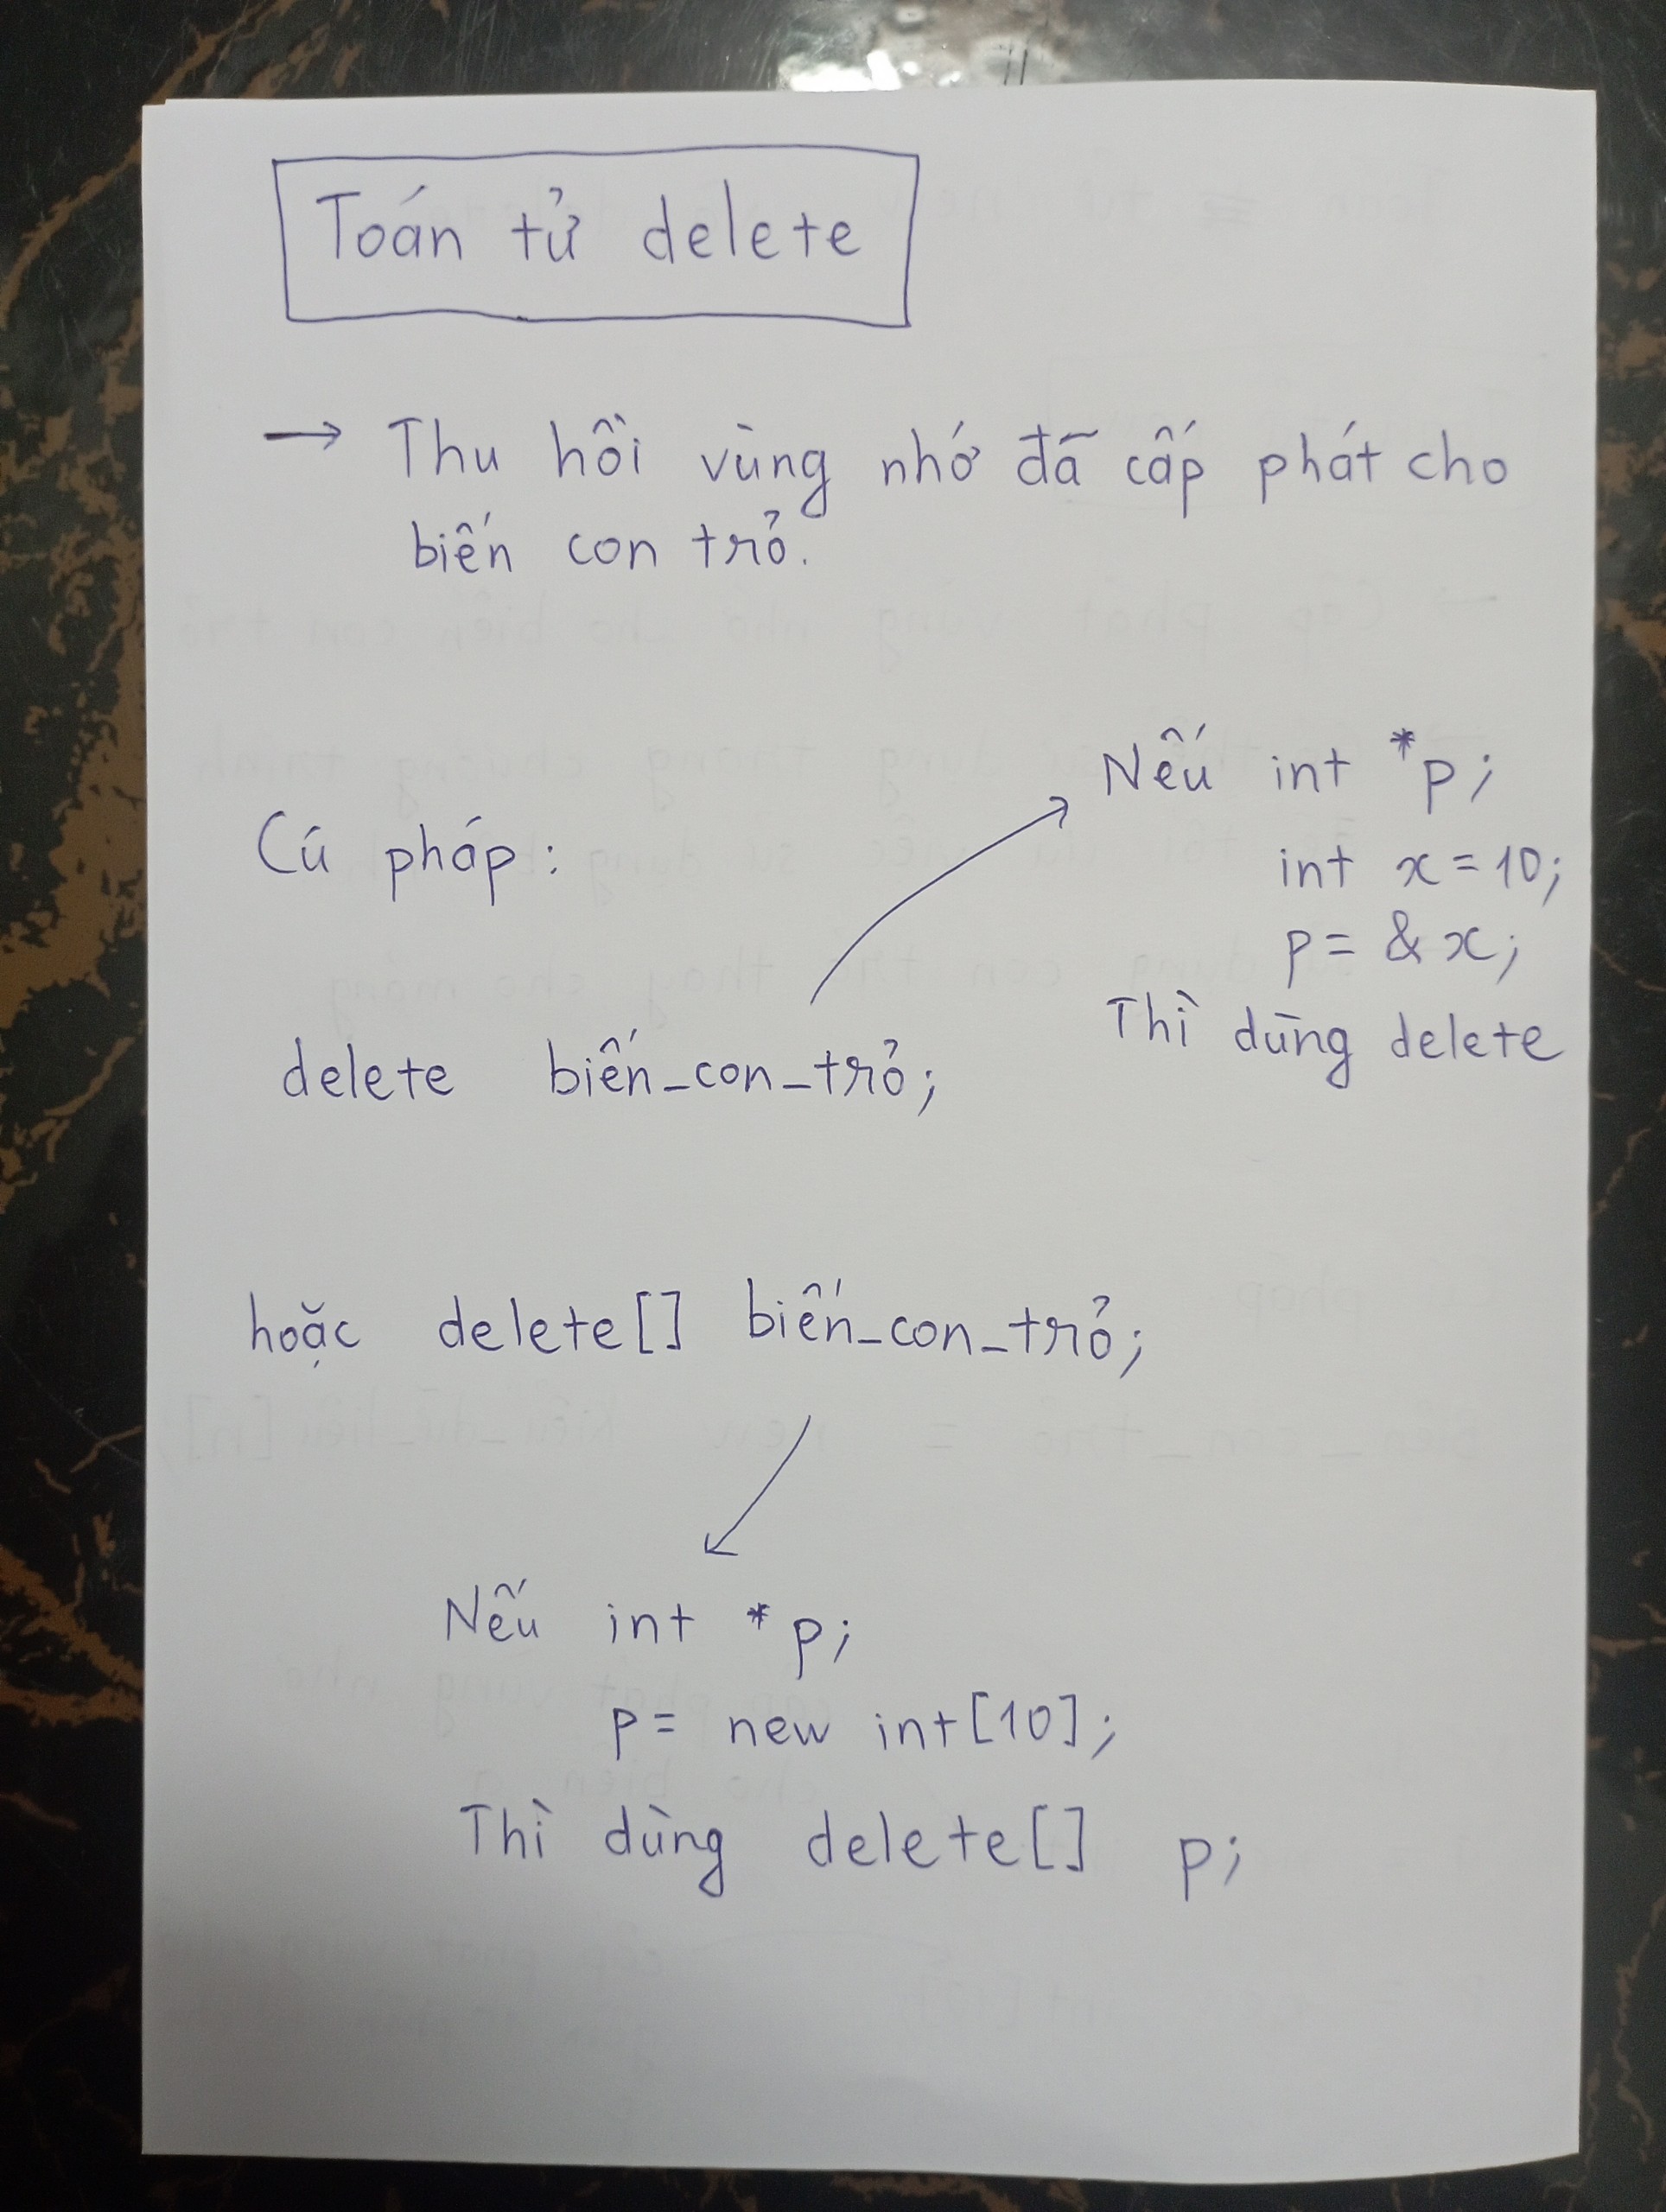 Toán tử delete
→ Thu hồi vùng nhớ đã cấp phát cho
biến con trỏ.
Cú pháp:
delete biến_con_trỏ;
Nếu int *p;
int x = 10;
p = &x;
Thì dùng delete
hoặc delete[] biến_con_trỏ;
Nếu int *p;
p = new int[10];
Thì dùng delete[] p;